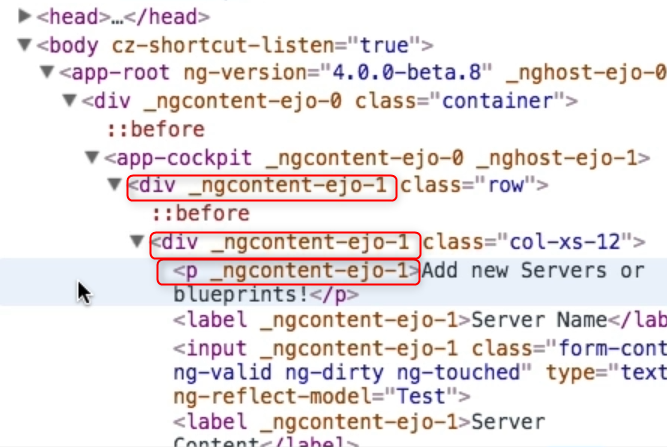 ▶<head>…</head>
▼<body cz-shortcut-listen="true">
▼<app-root ng-version="4.0.0-beta.8" _nghost-ejo-0
▼<div _ngcontent-ejo-0 class="container">
::before
▼<app-cockpit _ngcontent-ejo-0 _nghost-ejo-1>
▼<div _ngcontent-ejo-1 class="row">
::before
▼<div _ngcontent-ejo-1 class="col-xs-12">
<p _ngcontent-ejo-1>Add new Servers or
blueprints!</p>
<label _ngcontent-ejo-1>Server Name</lab
<input _ngcontent-ejo-1 class="form-cont
ng-valid ng-dirty ng-touched" type="text
ng-reflect-model="Test">
<label _ngcontent-ejo-1>Server
Content</label>